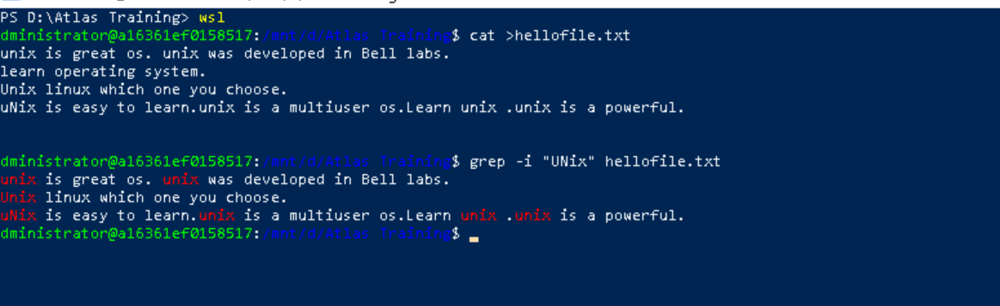 PS D:\Atlas Training> wsl
dministrator@a16361ef0158517:/mnt/d/Atlas Training$ cat >hellofile.txt
unix is great os. unix was developed in Bell labs.
learn operating system.
Unix linux which one you choose.
uNix is easy to learn.unix is a multiuser os.Learn unix .unix is a powerful.
dministrator@a16361ef0158517:/mnt/d/Atlas Training$ grep -i "UNix" hellofile.txt
unix is great os. unix was developed in Bell labs.
Unix linux which one you choose.
uNix is easy to learn.unix is a multiuser os.Learn unix .unix is a powerful.
dministrator@a16361ef0158517:/mnt/d/Atlas Training$